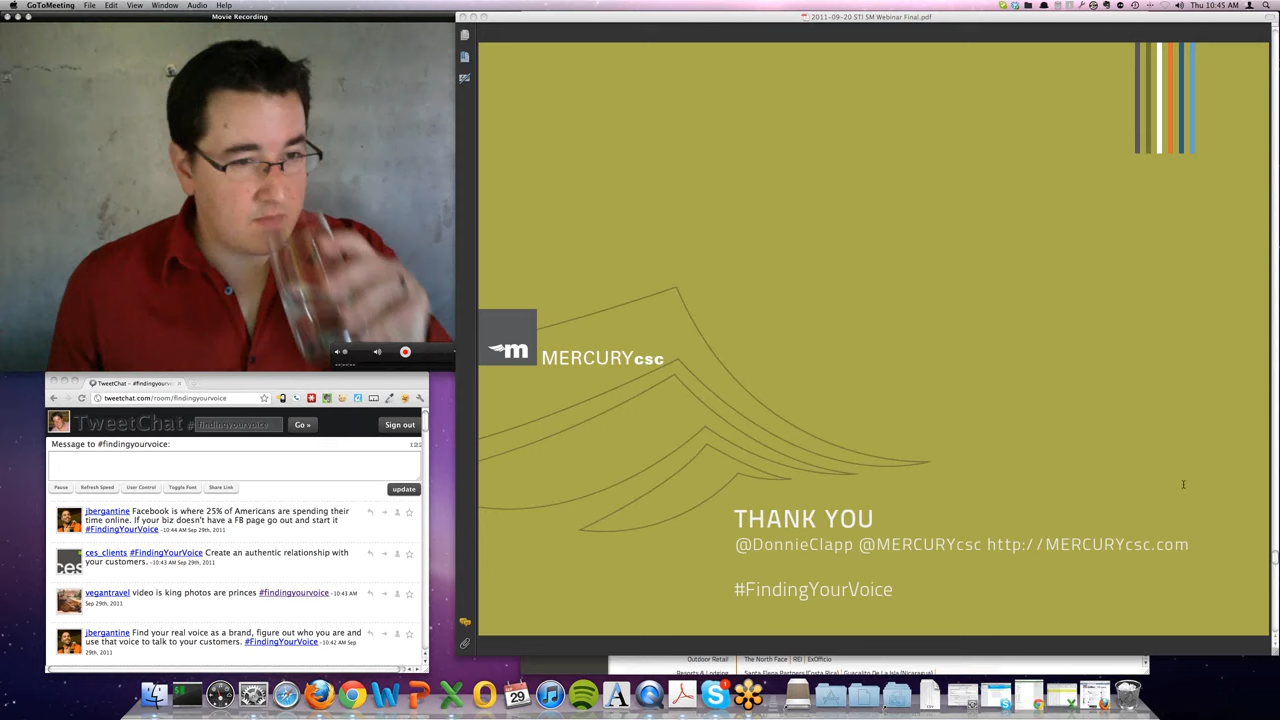 GoToMeeting File Edit View Window Audio Help
Thu 10:45 AM
Movie Recording
2011-09-20 STI SM Webinar Final.pdf
m MERCURYcsc
THANK YOU
@DonnieClapp @MERCURYcsc http://MERCURYcsc.com
#FindingYourVoice
TweetChat - #findingyourv
tweetchat.com/room/findingyourvoice
TweetChat # findingyourvoice Go » Sign out
Message to #findingyourvoice:
Pause Refresh Speed User Control Toggle Font Share Link update
jbergantine Facebook is where 25% of Americans are spending their
time online. If your biz doesn't have a FB page go out and start it
#FindingYourVoice - 10:44 AM Sep 29th, 2011
ces_clients #FindingYourVoice Create an authentic relationship with
your customers. - 10:43 AM Sep 29th, 2011
vegantravel video is king photos are princes #findingyourvoice - 10:43 AM
Sep 29th, 2011
jbergantine Find your real voice as a brand, figure out who you are and
use that voice to talk to your customers. #FindingYourVoice - 10:42 AM Sep
29th, 2011
Outdoor Retail The North Face REI ExOfficio